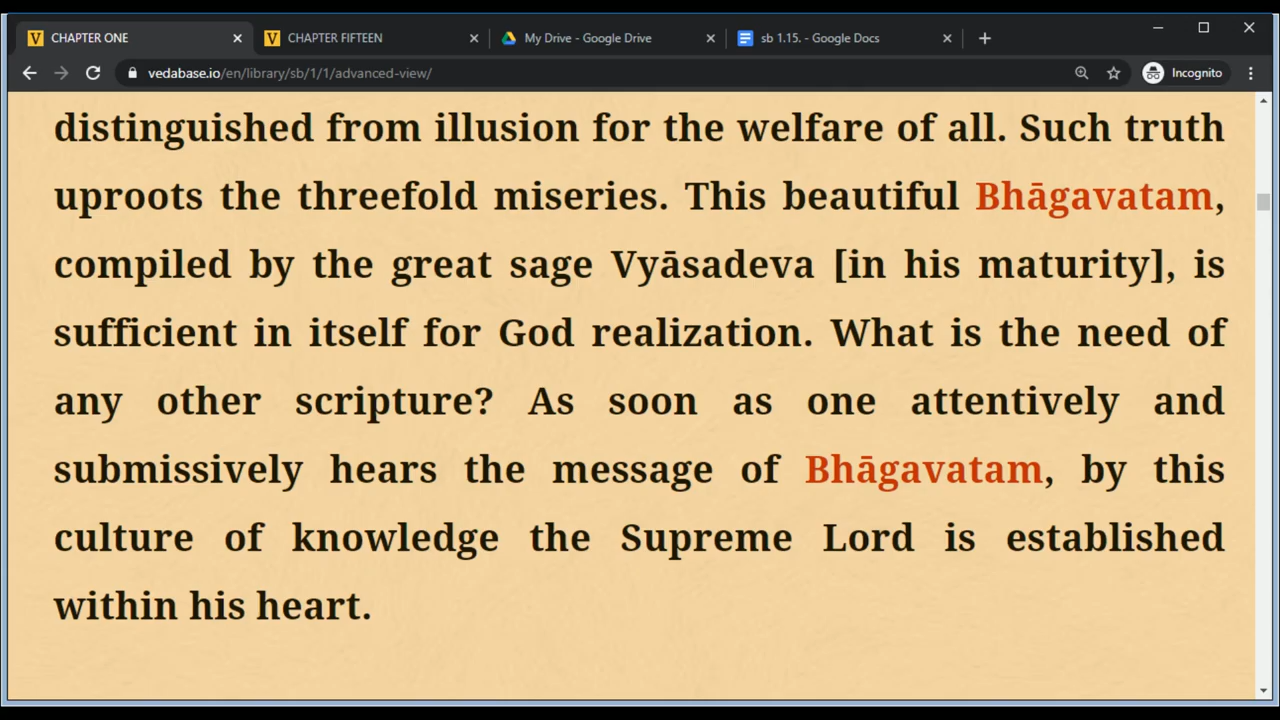 CHAPTER ONE
CHAPTER FIFTEEN
My Drive - Google Drive
sb 1.15. - Google Docs
vedabase.io/en/library/sb/1/1/advanced-view/
Incognito
distinguished from illusion for the welfare of all. Such truth
uproots the threefold miseries. This beautiful Bhāgavatam,
compiled by the great sage Vyāsadeva [in his maturity], is
sufficient in itself for God realization. What is the need of
any other scripture? As soon as one attentively and
submissively hears the message of Bhāgavatam, by this
culture of knowledge the Supreme Lord is established
within his heart.